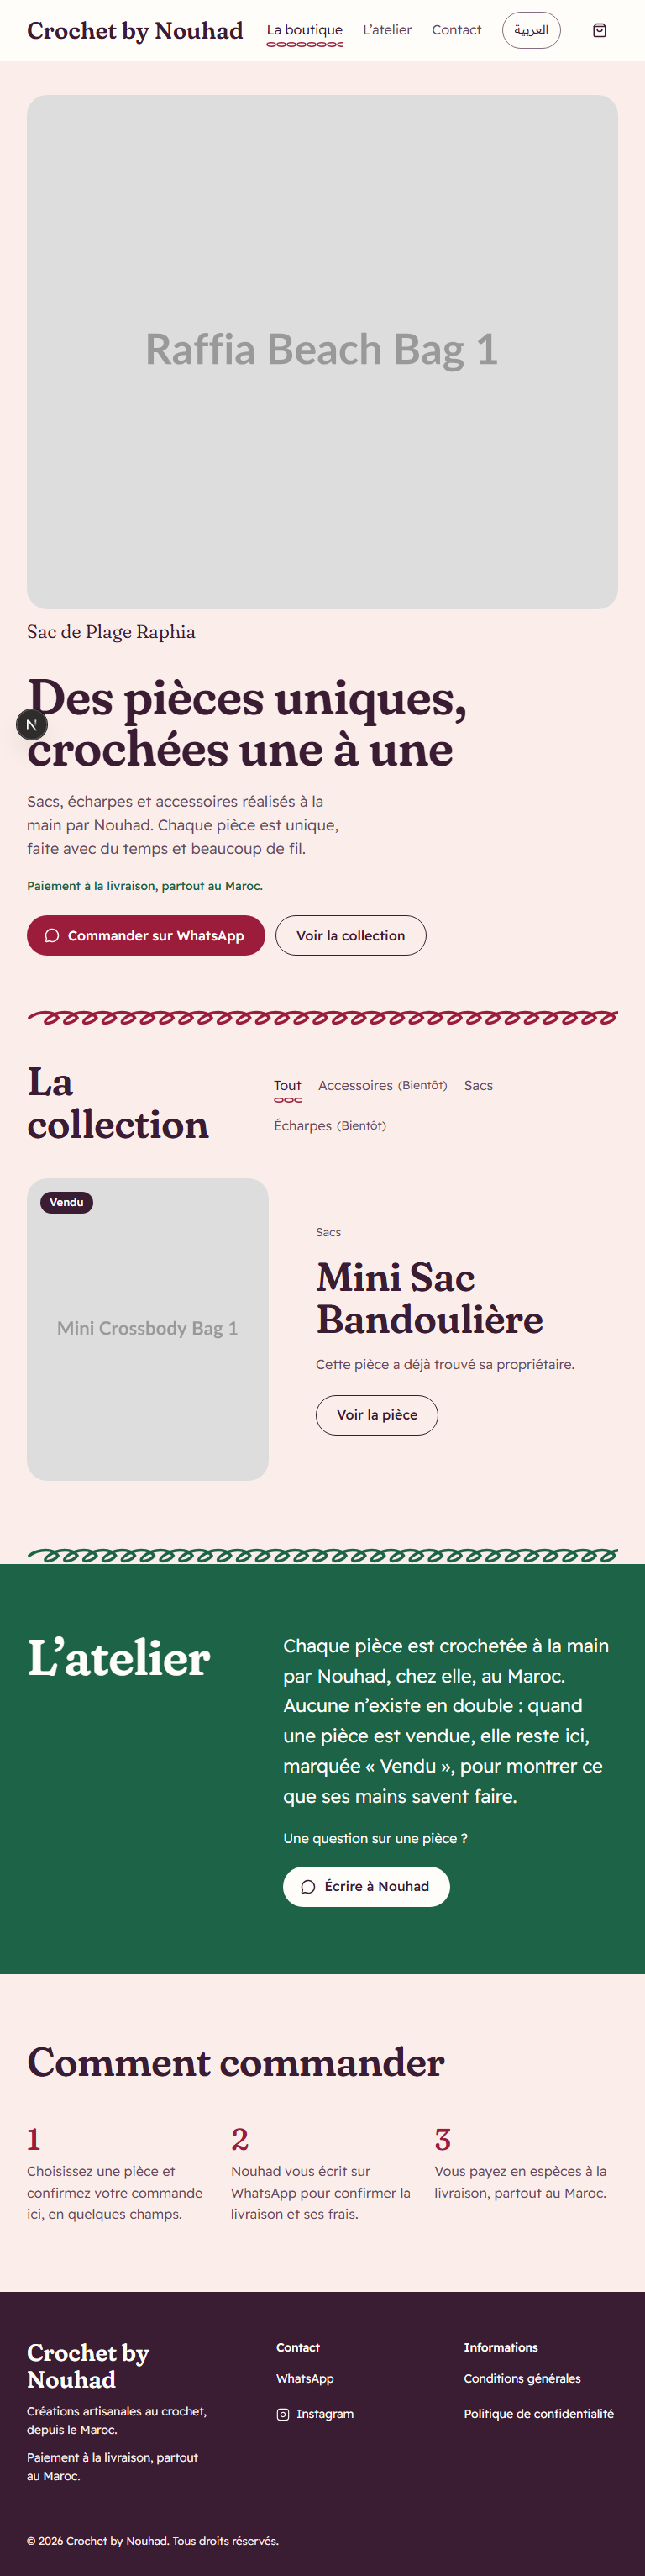 Crochet by Nouhad
La boutique
L’atelier
Contact
العربية
Raffia Beach Bag 1
Sac de Plage Raphia
Des pièces uniques,
crochées une à une
N
Sacs, écharpes et accessoires réalisés à la
main par Nouhad. Chaque pièce est unique,
faite avec du temps et beaucoup de fil.
Paiement à la livraison, partout au Maroc.
Commander sur WhatsApp
Voir la collection
La
collection
Tout
Accessoires (Bientôt)
Sacs
Écharpes (Bientôt)
Vendu
Mini Crossbody Bag 1
Sacs
Mini Sac
Bandoulière
Cette pièce a déjà trouvé sa propriétaire.
Voir la pièce
L’atelier
Chaque pièce est crochetée à la main
par Nouhad, chez elle, au Maroc.
Aucune n’existe en double : quand
une pièce est vendue, elle reste ici,
marquée « Vendu », pour montrer ce
que ses mains savent faire.
Une question sur une pièce ?
Écrire à Nouhad
Comment commander
1
Choisissez une pièce et
confirmez votre commande
ici, en quelques champs.
2
Nouhad vous écrit sur
WhatsApp pour confirmer la
livraison et ses frais.
3
Vous payez en espèces à la
livraison, partout au Maroc.
Crochet by
Nouhad
Créations artisanales au crochet,
depuis le Maroc.
Paiement à la livraison, partout
au Maroc.
Contact
WhatsApp
Instagram
Informations
Conditions générales
Politique de confidentialité
© 2026 Crochet by Nouhad. Tous droits réservés.